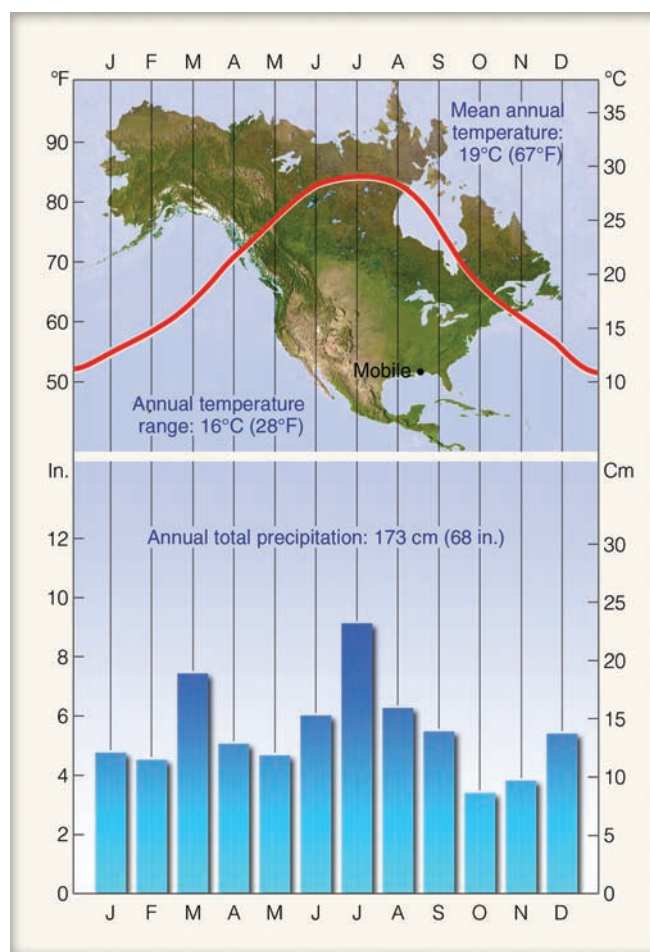 J F M A M J J A S O N D
°F °C
Mean annual
temperature:
19°C (67°F)
90
80
70
60
50
35
30
25
20
15
10
Mobile
Annual temperature
range: 16°C (28°F)
In. Cm
Annual total precipitation: 173 cm (68 in.)
12
10
8
6
4
2
0
30
25
20
15
10
5
0
J F M A M J J A S O N D